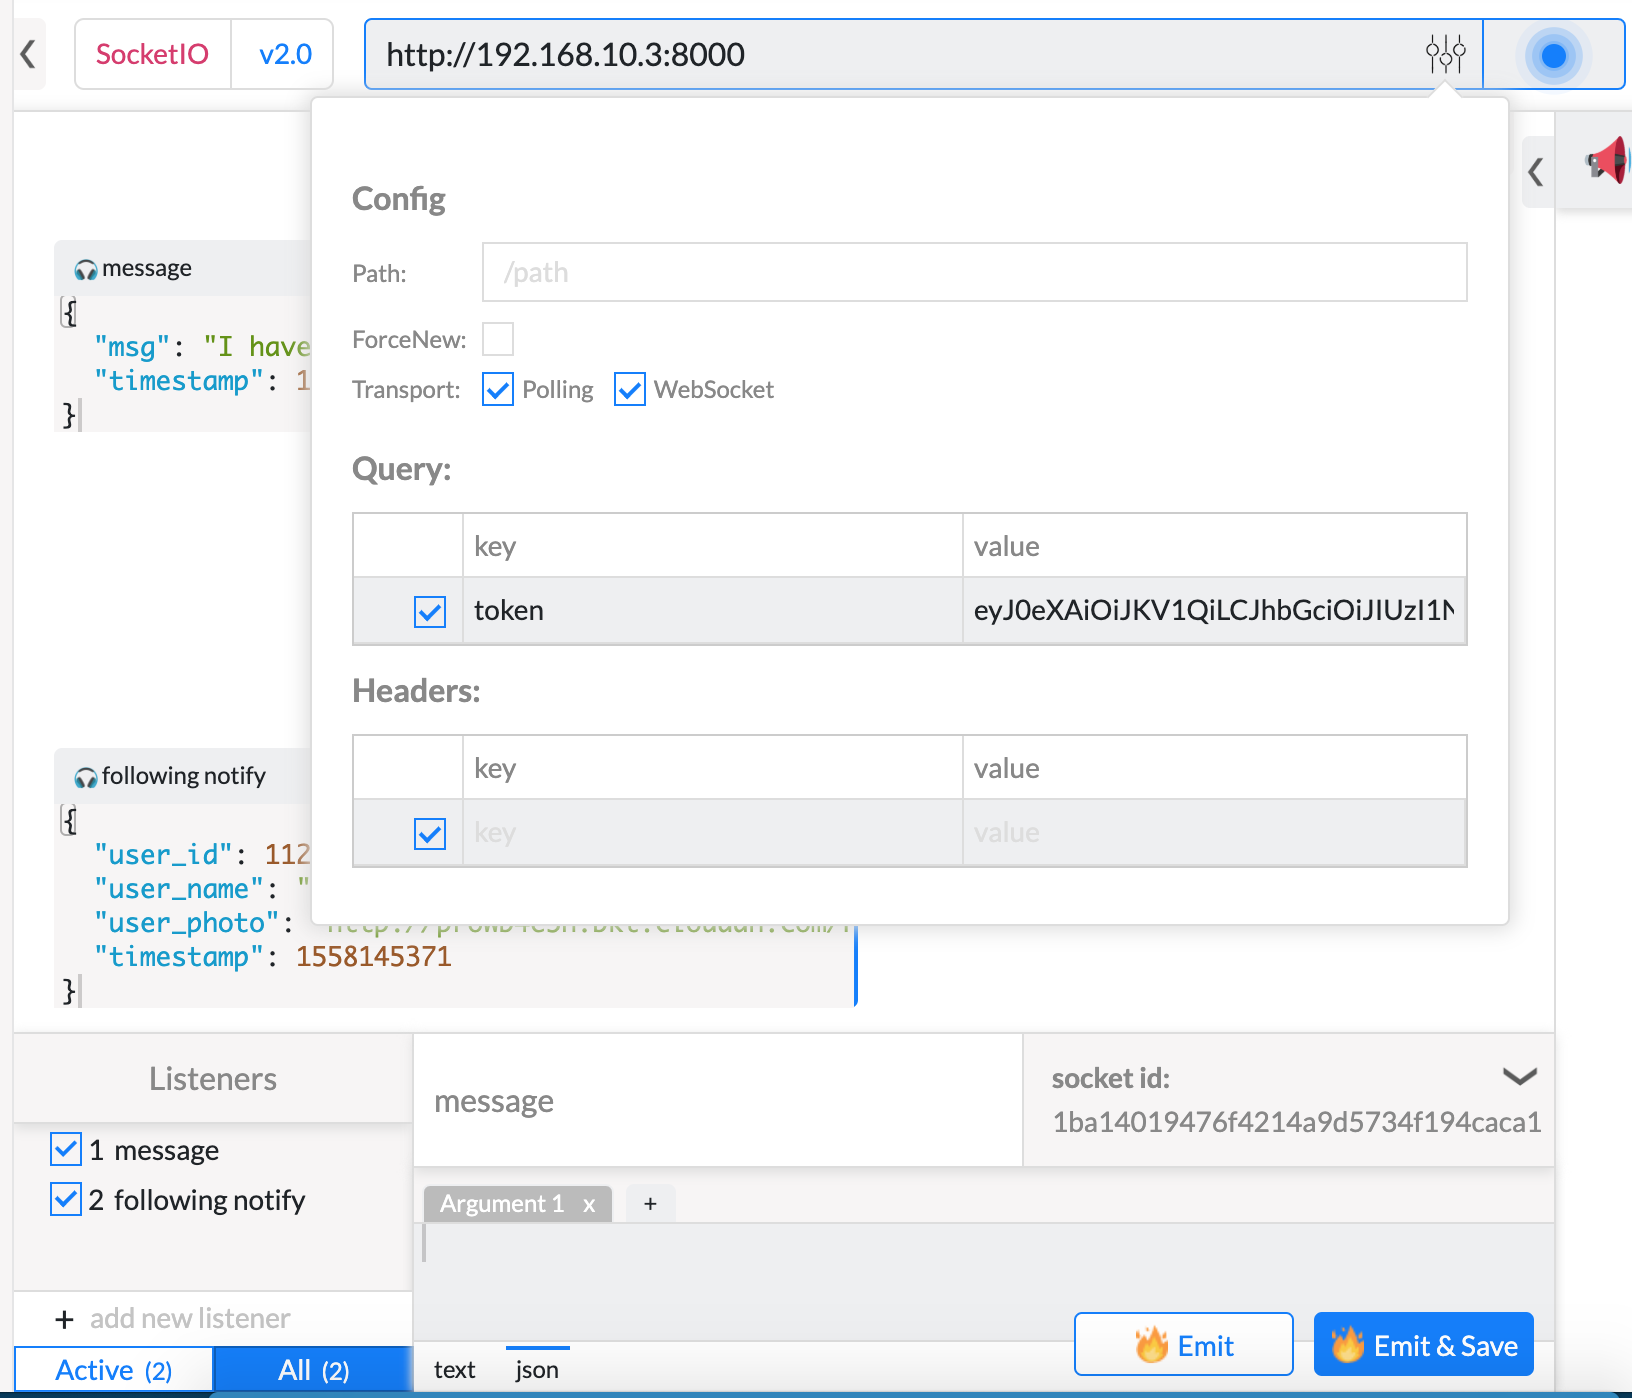 SocketIO v2.0 http://192.168.10.3:8000
Config
Path: /path
ForceNew:
Transport: Polling WebSocket
Query:
key value
token eyJ0eXAiOiJKV1QiLCJhbGciOiJIUzI1N
Headers:
key value
key value
message
{
"msg": "I have
"timestamp": 1
}
following notify
{
"user_id": 112
"user_name": "
"user_photo":
"timestamp": 1558145371
}
Listeners
1 message
2 following notify
+ add new listener
Active (2) All (2)
message
socket id:
1ba14019476f4214a9d5734f194caca1
Argument 1 x +
Emit Emit & Save
text json